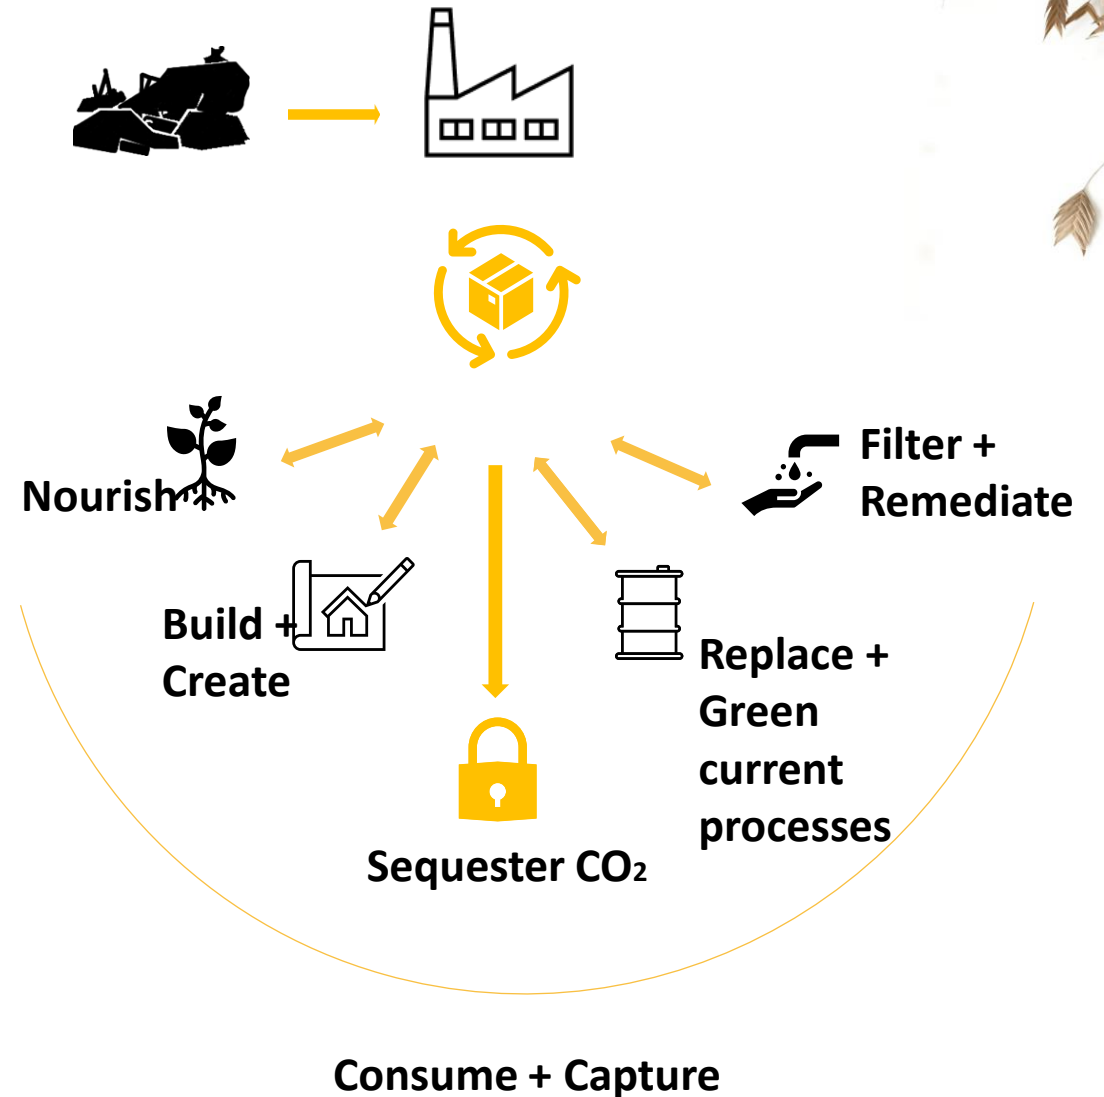 Filter +
Remediate
Nourish
Build +
Create
Replace +
Green
current
processes
Sequester CO₂
Consume + Capture